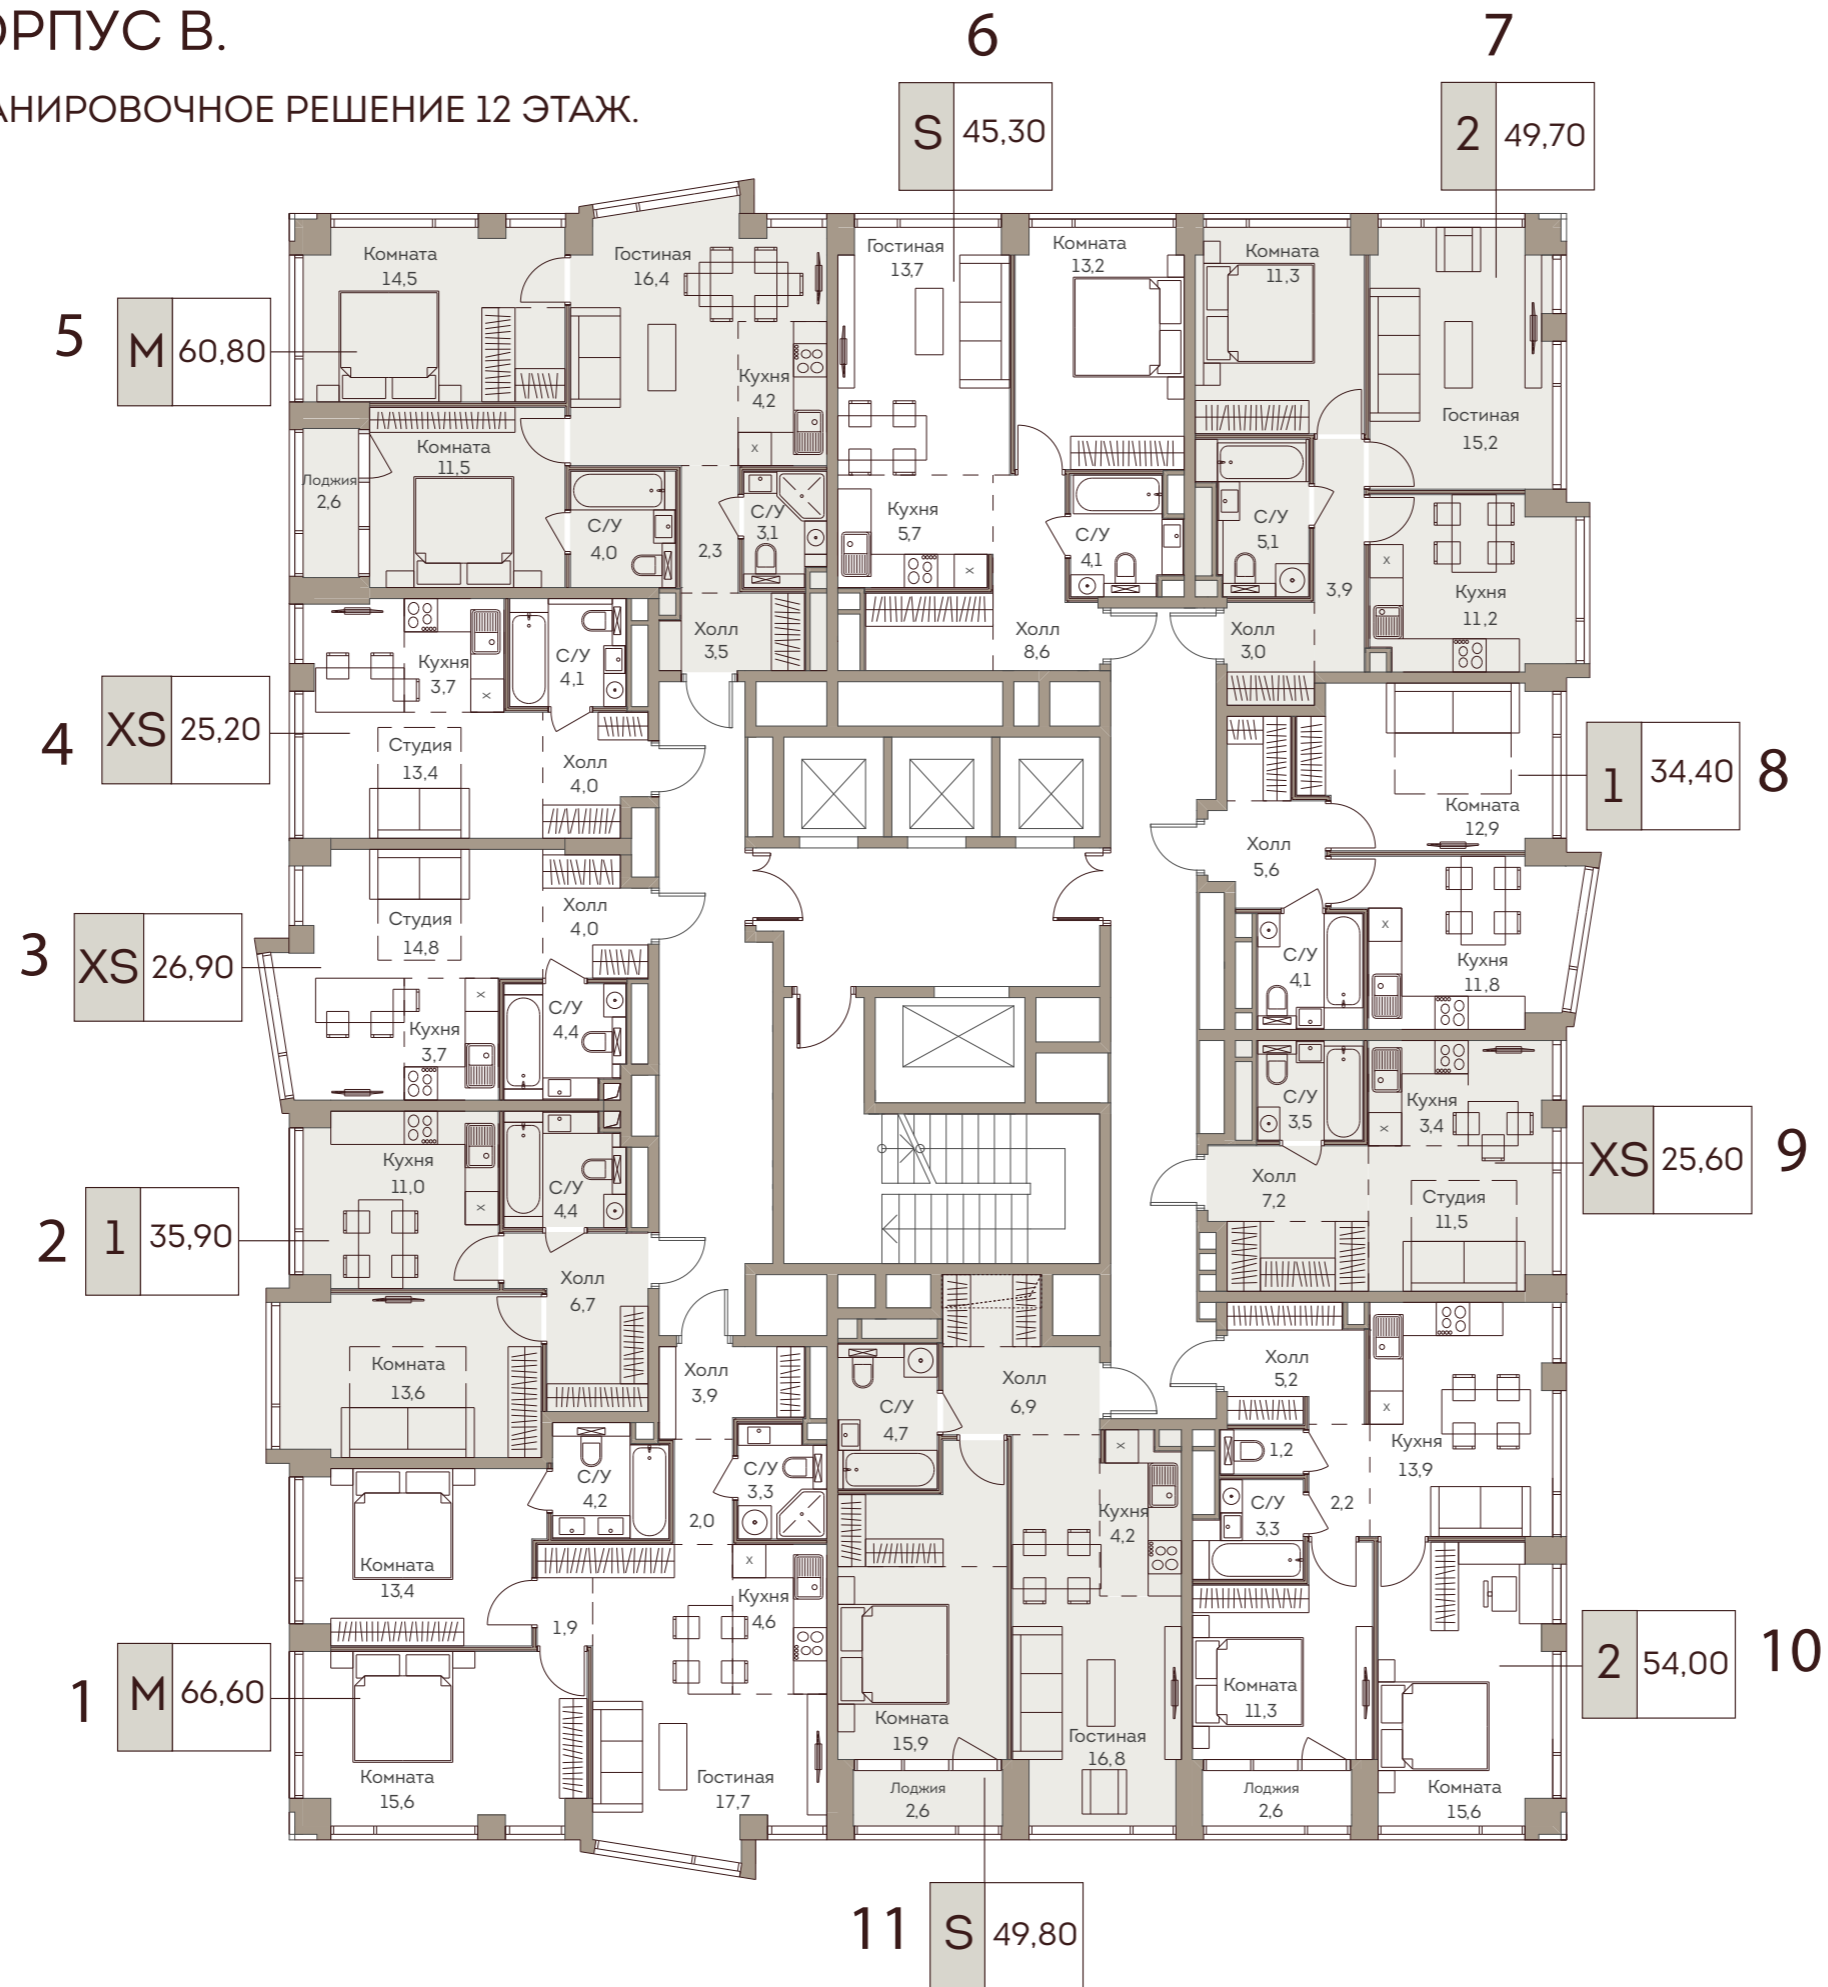 ОРПУС В.
АНИРОВОЧНОЕ РЕШЕНИЕ 12 ЭТАЖ.
6
S 45,30
7
2 49,70
5
M 60,80
4
XS 25,20
3
XS 26,90
2
1 35,90
1
M 66,60
8
1 34,40
9
XS 25,60
10
2 54,00
11
S 49,80
Комната
14,5
Гостиная
16,4
Кухня
4,2
x
Комната
11,5
Лоджия
2,6
С/У
4,0
2,3
С/У
3,1
Холл
3,5
Гостиная
13,7
Комната
13,2
Кухня
5,7
x
С/У
4,1
Холл
8,6
Комната
11,3
Гостиная
15,2
С/У
5,1
3,9
x
Кухня
11,2
Холл
3,0
Кухня
3,7
x
С/У
4,1
Студия
13,4
Холл
4,0
Студия
14,8
Холл
4,0
x
Кухня
3,7
С/У
4,4
Кухня
11,0
x
С/У
4,4
Холл
6,7
Комната
13,6
Холл
3,9
С/У
4,2
С/У
3,3
2,0
Комната
13,4
1,9
x
Кухня
4,6
Комната
15,6
Гостиная
17,7
Комната
12,9
Холл
5,6
x
Кухня
11,8
С/У
4,1
С/У
3,5
Кухня
3,4
x
Холл
7,2
Студия
11,5
Холл
5,2
x
Кухня
13,9
1,2
С/У
3,3
2,2
Комната
11,3
Комната
15,6
Лоджия
2,6
Холл
6,9
С/У
4,7
x
Кухня
4,2
Комната
15,9
Гостиная
16,8
Лоджия
2,6